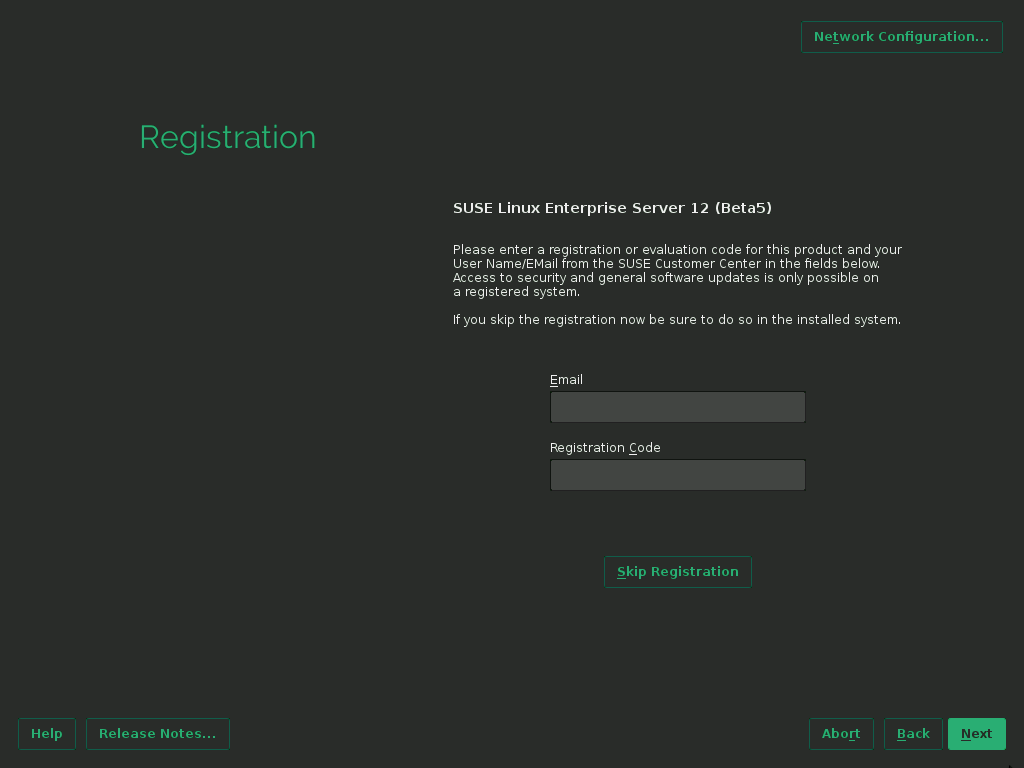 Network Configuration...
Registration
SUSE Linux Enterprise Server 12 (Beta5)
Please enter a registration or evaluation code for this product and your
User Name/EMail from the SUSE Customer Center in the fields below.
Access to security and general software updates is only possible on
a registered system.
If you skip the registration now be sure to do so in the installed system.
Email
Registration Code
Skip Registration
Help Release Notes... Abort Back Next